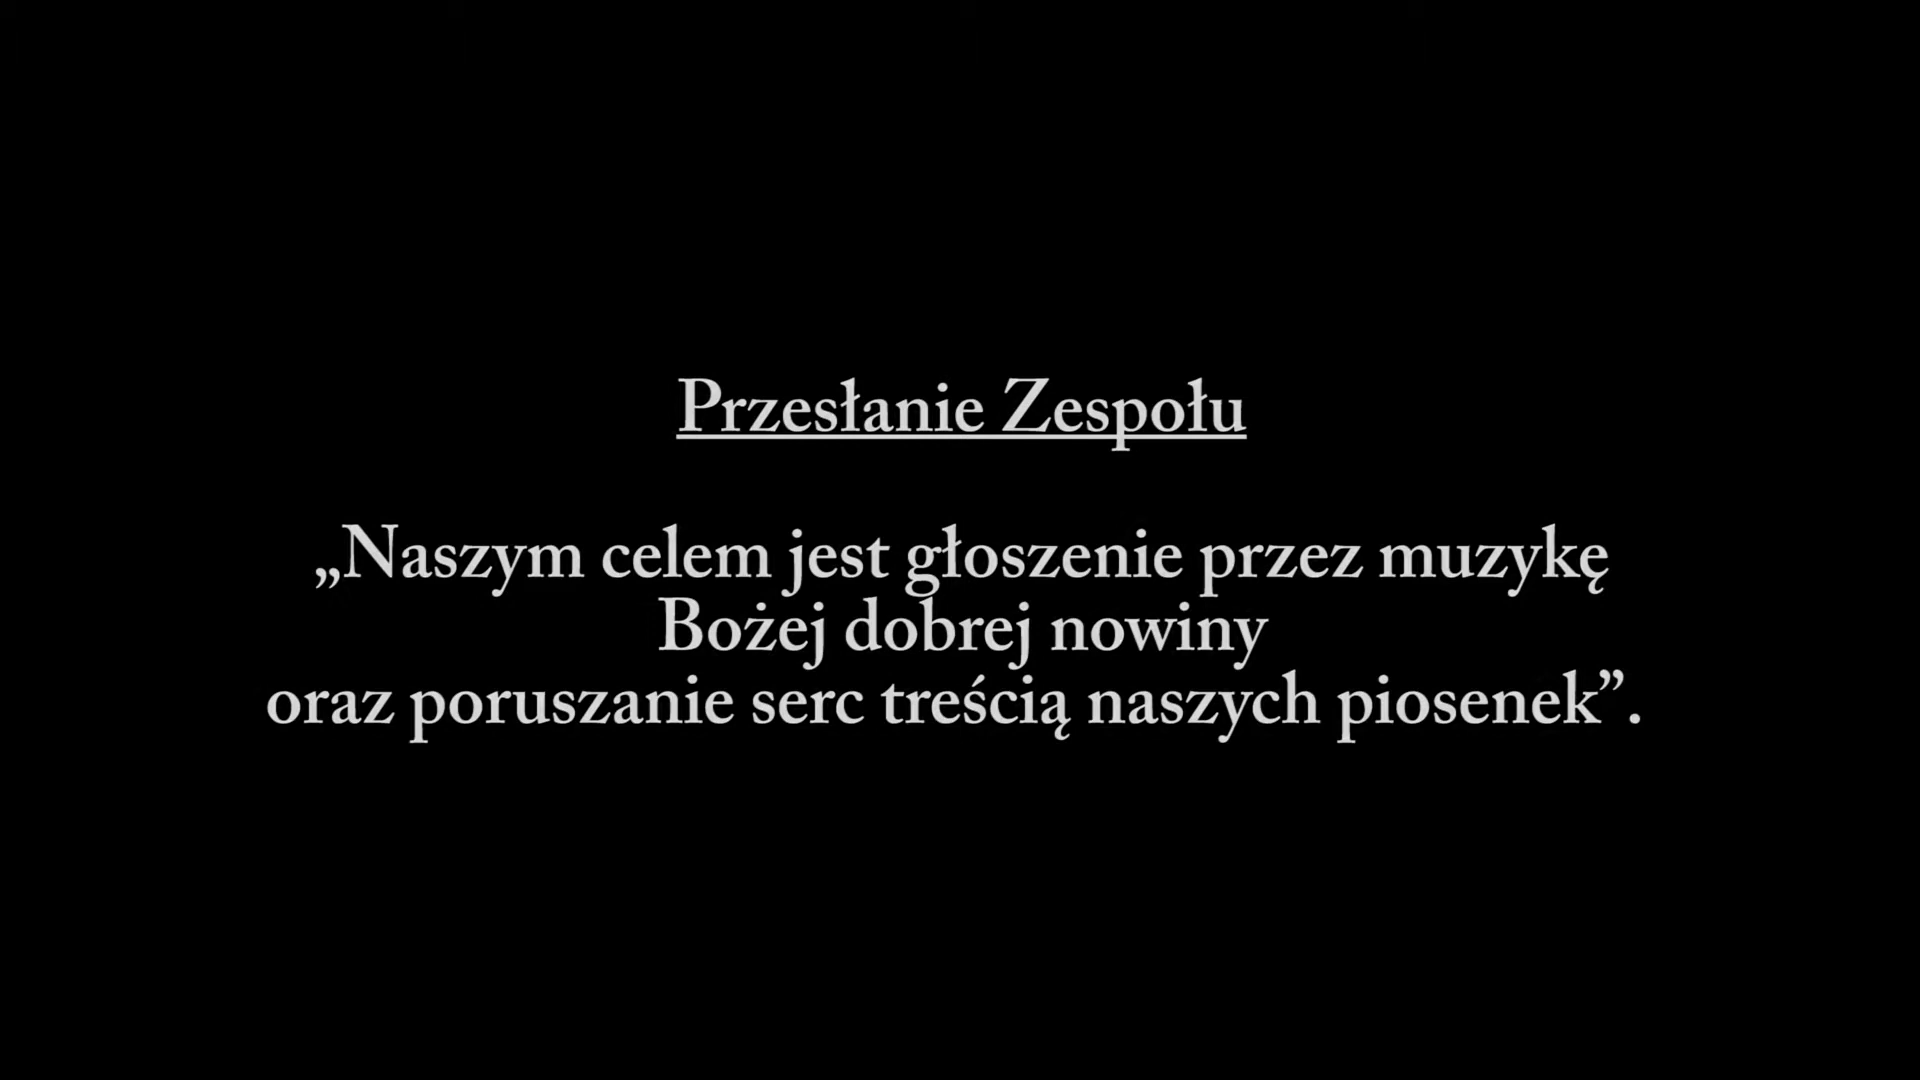 Przesłanie Zespołu
„Naszym celem jest głoszenie przez muzykę
Bożej dobrej nowiny
oraz poruszanie serc treścią naszych piosenek”.